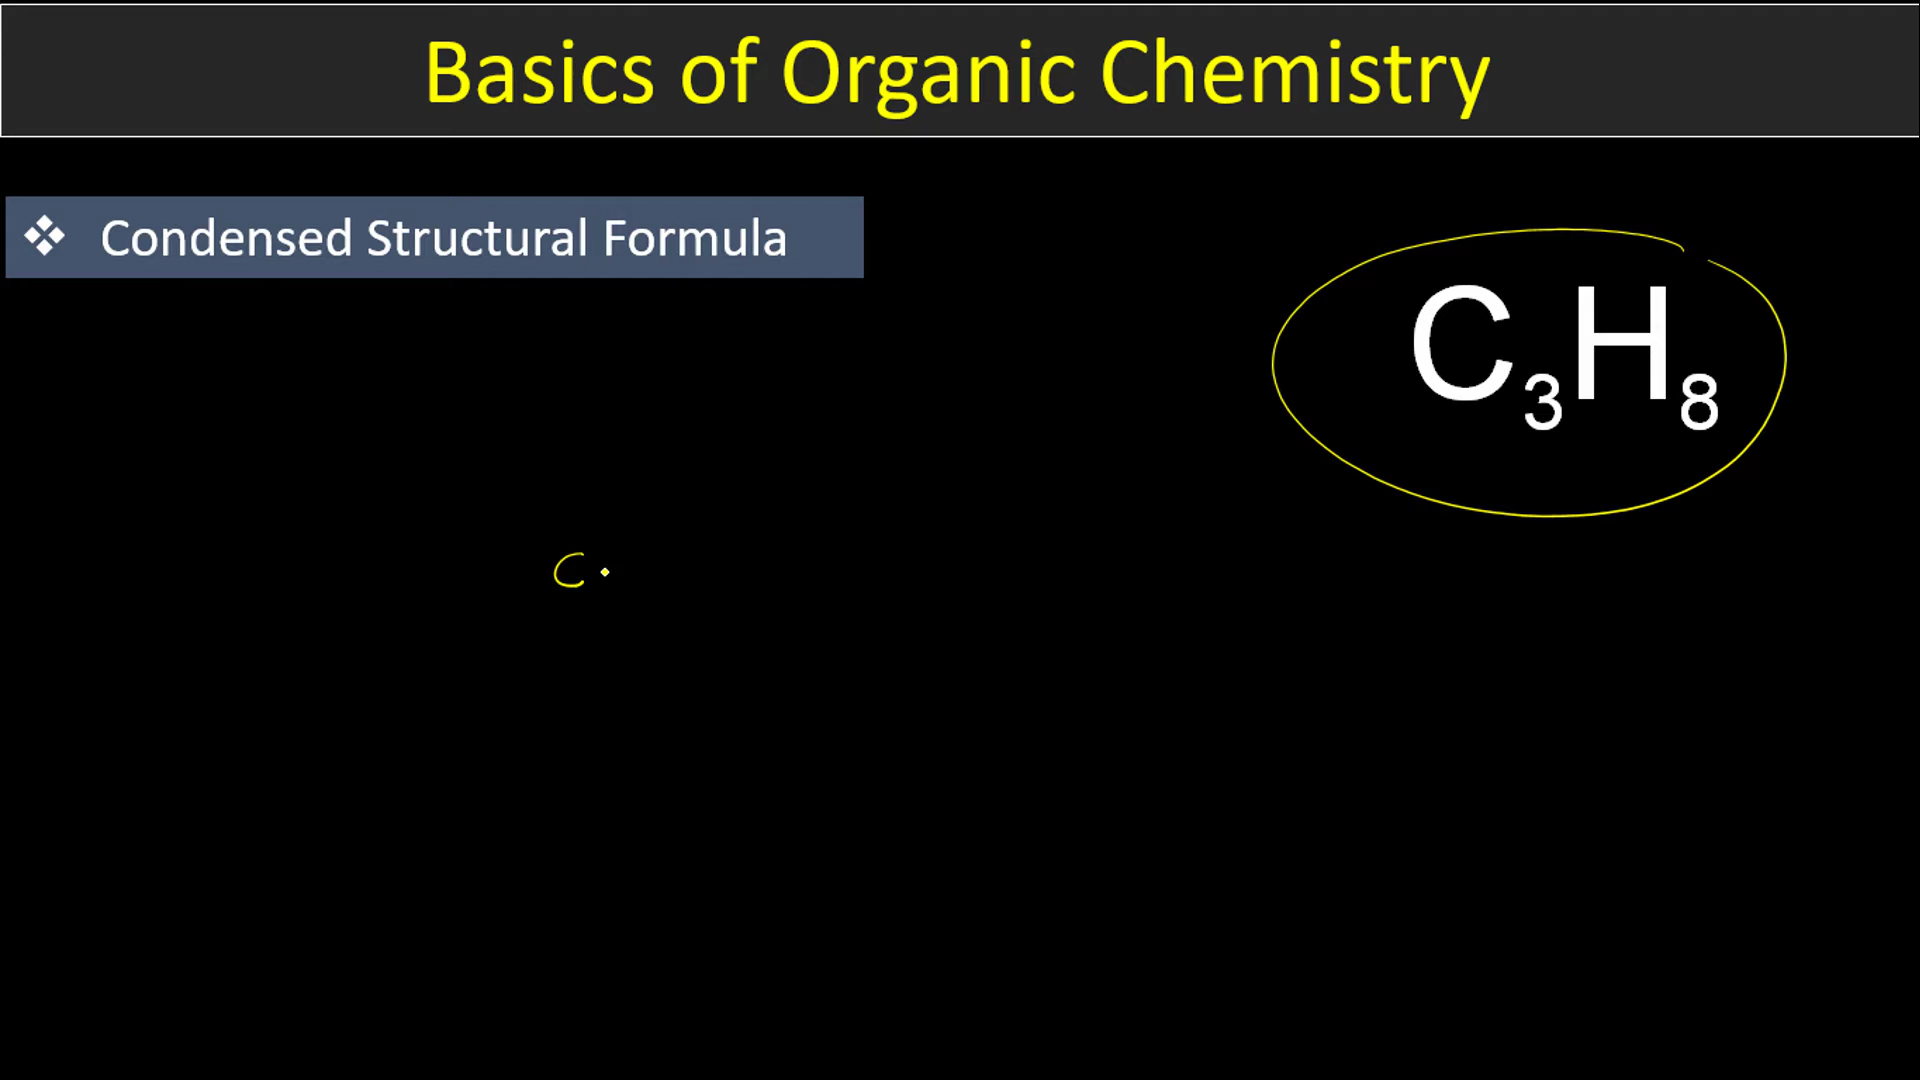 Basics of Organic Chemistry
❖ Condensed Structural Formula
C₃H₈
C